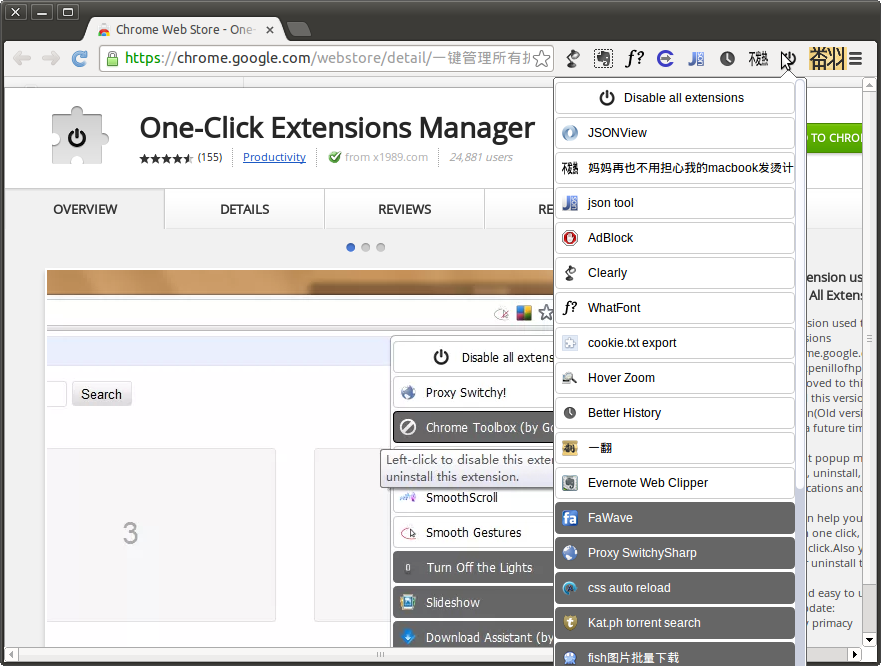 Chrome Web Store - One-
https://chrome.google.com/webstore/detail/一键管理所有扩
f?
不熬
Disable all extensions
JSONView
妈妈再也不用担心我的macbook发烫计
json tool
AdBlock
Clearly
f? WhatFont
cookie.txt export
Hover Zoom
Better History
一翻
Evernote Web Clipper
fa FaWave
Proxy SwitchySharp
css auto reload
t Kat.ph torrent search
fish图片批量下载
One-Click Extensions Manager
(155) Productivity from x1989.com 24,881 users
TO CHRO
OVERVIEW DETAILS REVIEWS RE
Disable all extens
Search
Proxy Switchy!
Chrome Toolbox (by Go
Left-click to disable this exten
uninstall this extension.
SmoothScroll
Smooth Gestures
3
Turn Off the Lights
Slideshow
Download Assistant (by
ension us
All Exten
sion used t
sions
me.google.
penillofhp
oved to thi
this version
n(Old versi
a future tim
t popup m
, uninstall,
cations and
n help you
n one click,
click.Also y
r uninstall t
d easy to u
pdate:
y privacy